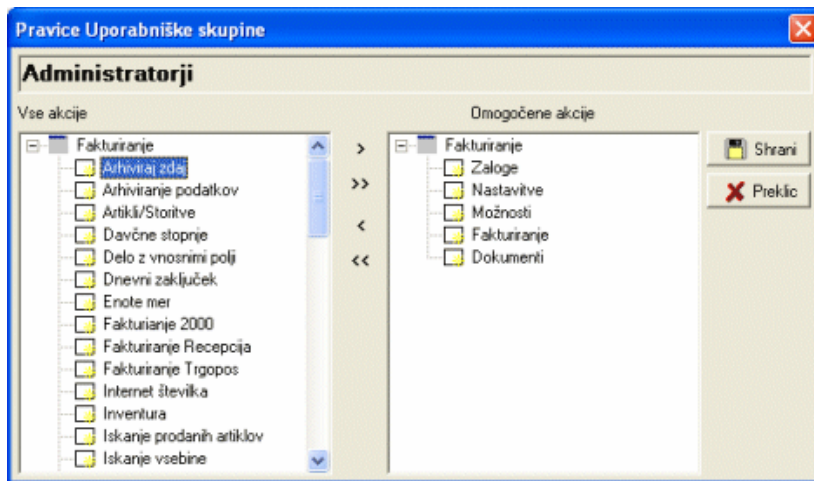 Pravice Uporabniške skupine
Administratorji
Vse akcije
Omogočene akcije
Fakturiranje
Arhiviraj zdaj
Arhiviranje podatkov
Artikli/Storitve
Davčne stopnje
Delo z vnosnimi polji
Dnevni zaključek
Enote mer
Fakturianje 2000
Fakturiranje Recepcija
Fakturiranje Trgopos
Internet številka
Inventura
Iskanje prodanih artiklov
Iskanje vsebine
>
>>
<
<<
Fakturiranje
Zaloge
Nastavitve
Možnosti
Fakturiranje
Dokumenti
Shrani
Preklic